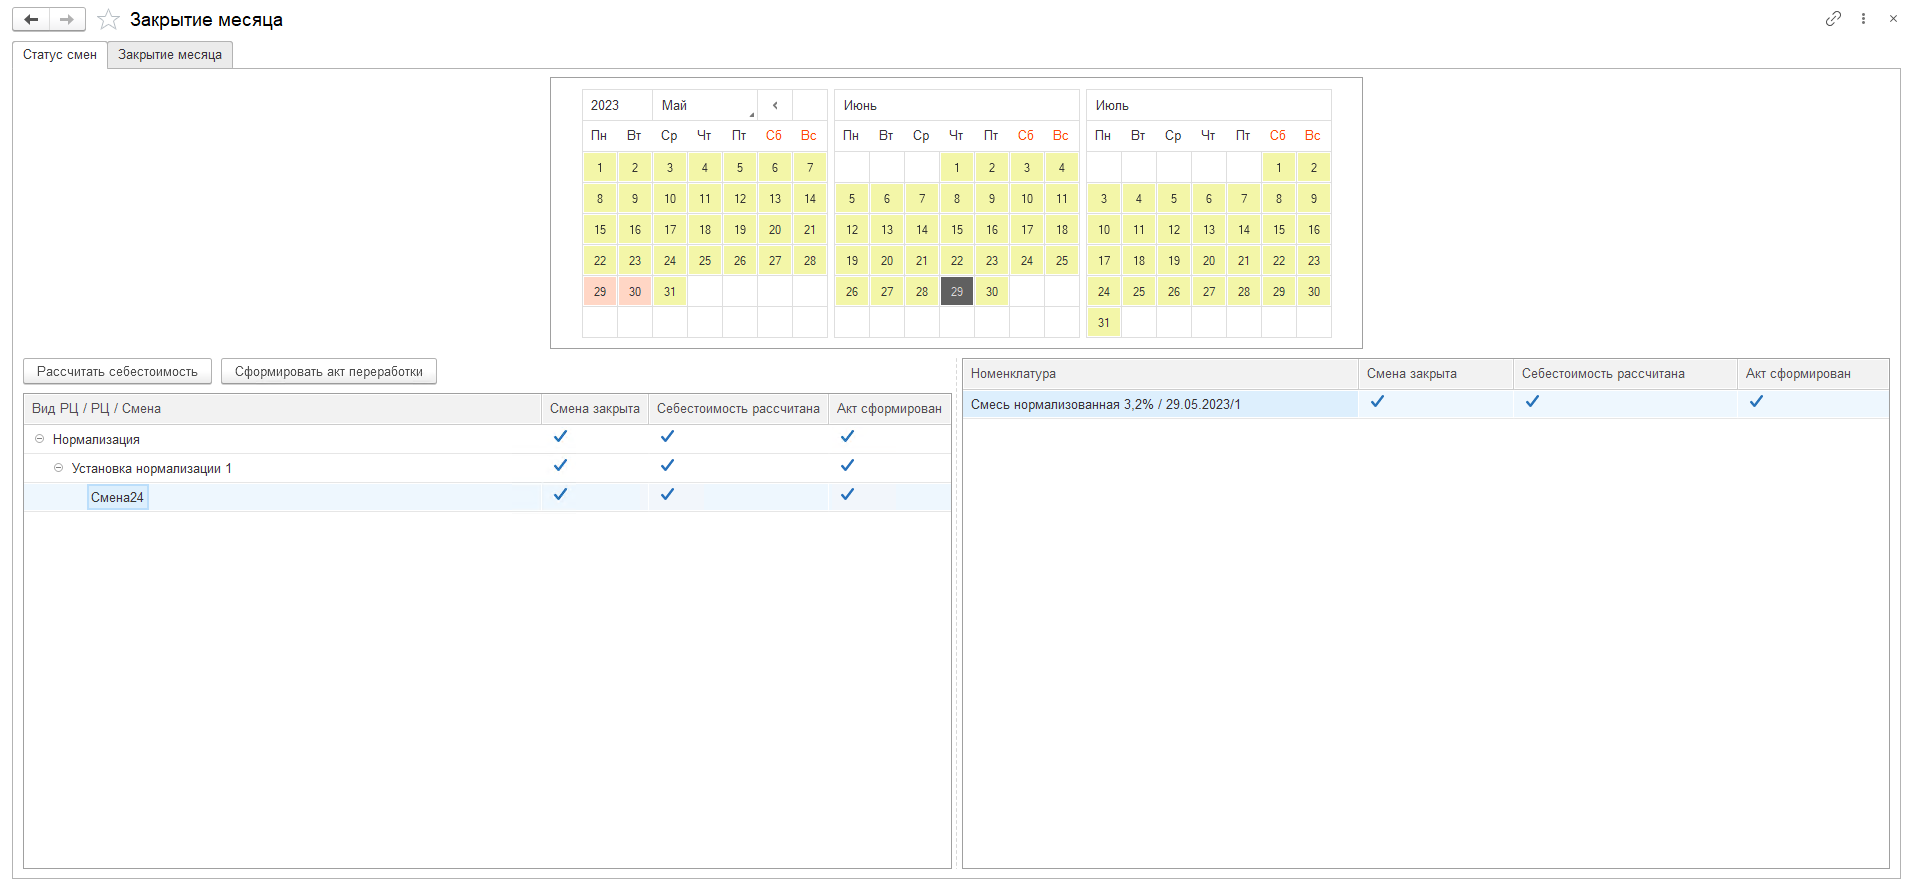 Закрытие месяца
Статус смен Закрытие месяца
2023 Май
Пн Вт Ср Чт Пт Сб Вс
1 2 3 4 5 6 7
8 9 10 11 12 13 14
15 16 17 18 19 20 21
22 23 24 25 26 27 28
29 30 31
Июнь
Пн Вт Ср Чт Пт Сб Вс
1 2 3 4
5 6 7 8 9 10 11
12 13 14 15 16 17 18
19 20 21 22 23 24 25
26 27 28 29 30
Июль
Пн Вт Ср Чт Пт Сб Вс
1 2
3 4 5 6 7 8 9
10 11 12 13 14 15 16
17 18 19 20 21 22 23
24 25 26 27 28 29 30
31
Рассчитать себестоимость Сформировать акт переработки
Вид РЦ / РЦ / Смена Смена закрыта Себестоимость рассчитана Акт сформирован
Нормализация
Установка нормализации 1
Смена24
Номенклатура Смена закрыта Себестоимость рассчитана Акт сформирован
Смесь нормализованная 3,2% / 29.05.2023/1